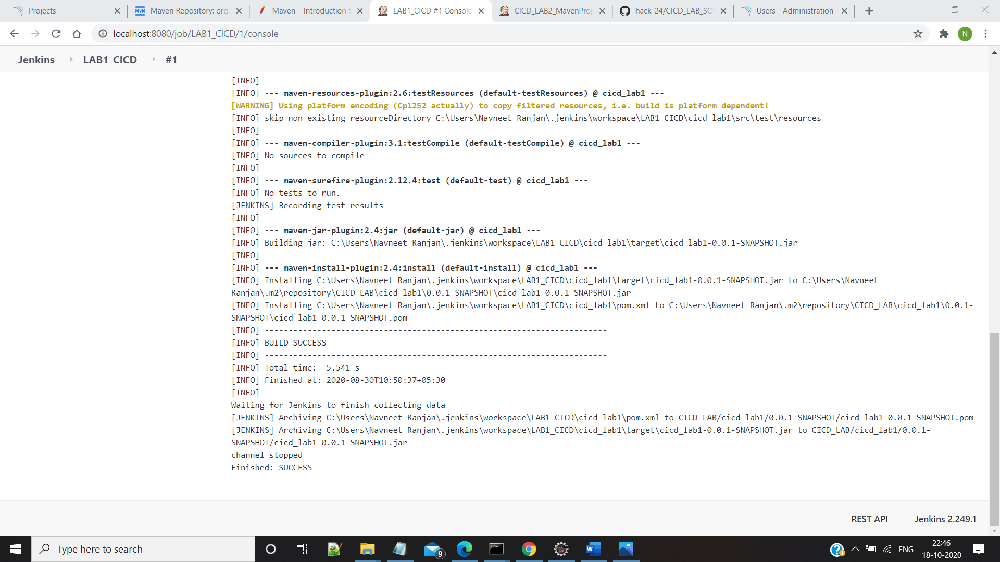 Projects
Maven Repository: org.
Maven – Introduction t
LAB1_CICD #1 Console
CICD_LAB2_MavenProj
hack-24/CICD_LAB_SO
Users - Administration
localhost:8080/job/LAB1_CICD/1/console
N
Jenkins LAB1_CICD #1
[INFO]
[INFO] --- maven-resources-plugin:2.6:testResources (default-testResources) @ cicd_lab1 ---
[WARNING] Using platform encoding (Cp1252 actually) to copy filtered resources, i.e. build is platform dependent!
[INFO] skip non existing resourceDirectory C:\Users\Navneet Ranjan\.jenkins\workspace\LAB1_CICD\cicd_lab1\src\test\resources
[INFO]
[INFO] --- maven-compiler-plugin:3.1:testCompile (default-testCompile) @ cicd_lab1 ---
[INFO] No sources to compile
[INFO]
[INFO] --- maven-surefire-plugin:2.12.4:test (default-test) @ cicd_lab1 ---
[INFO] No tests to run.
[JENKINS] Recording test results
[INFO]
[INFO] --- maven-jar-plugin:2.4:jar (default-jar) @ cicd_lab1 ---
[INFO] Building jar: C:\Users\Navneet Ranjan\.jenkins\workspace\LAB1_CICD\cicd_lab1\target\cicd_lab1-0.0.1-SNAPSHOT.jar
[INFO]
[INFO] --- maven-install-plugin:2.4:install (default-install) @ cicd_lab1 ---
[INFO] Installing C:\Users\Navneet Ranjan\.jenkins\workspace\LAB1_CICD\cicd_lab1\target\cicd_lab1-0.0.1-SNAPSHOT.jar to C:\Users\Navneet
Ranjan\.m2\repository\CICD_LAB\cicd_lab1\0.0.1-SNAPSHOT\cicd_lab1-0.0.1-SNAPSHOT.jar
[INFO] Installing C:\Users\Navneet Ranjan\.jenkins\workspace\LAB1_CICD\cicd_lab1\pom.xml to C:\Users\Navneet Ranjan\.m2\repository\CICD_LAB\cicd_lab1\0.0.1-
SNAPSHOT\cicd_lab1-0.0.1-SNAPSHOT.pom
[INFO] ------------------------------------------------------------------------
[INFO] BUILD SUCCESS
[INFO] ------------------------------------------------------------------------
[INFO] Total time:  5.541 s
[INFO] Finished at: 2020-08-30T10:50:37+05:30
[INFO] ------------------------------------------------------------------------
Waiting for Jenkins to finish collecting data
[JENKINS] Archiving C:\Users\Navneet Ranjan\.jenkins\workspace\LAB1_CICD\cicd_lab1\pom.xml to CICD_LAB/cicd_lab1/0.0.1-SNAPSHOT/cicd_lab1-0.0.1-SNAPSHOT.pom
[JENKINS] Archiving C:\Users\Navneet Ranjan\.jenkins\workspace\LAB1_CICD\cicd_lab1\target\cicd_lab1-0.0.1-SNAPSHOT.jar to CICD_LAB/cicd_lab1/0.0.1-
SNAPSHOT/cicd_lab1-0.0.1-SNAPSHOT.jar
channel stopped
Finished: SUCCESS
REST API
Jenkins 2.249.1
Type here to search
9
ENG
22:46
18-10-2020